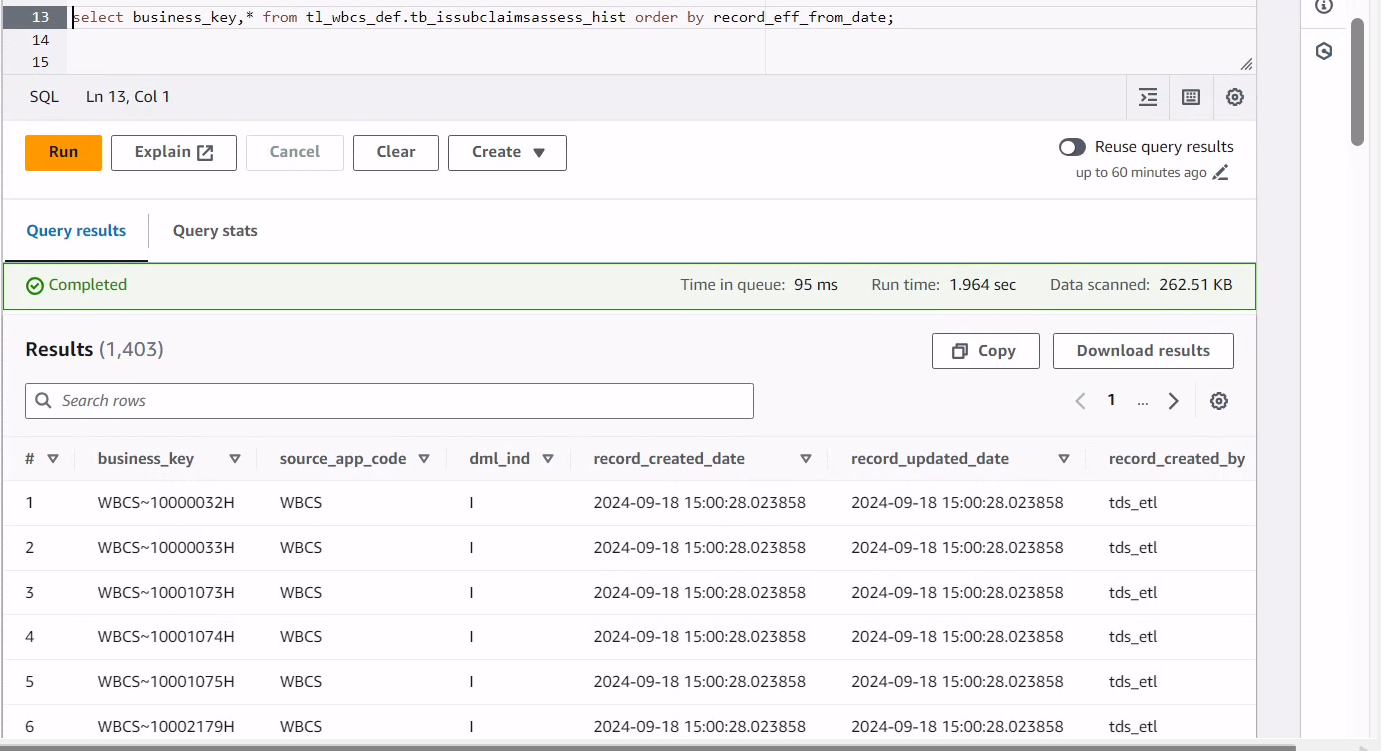 13 select business_key,* from tl_wbcs_def.tb_issubclaimsassess_hist order by record_eff_from_date;
14
15
SQL Ln 13, Col 1
Run Explain Cancel Clear Create Reuse query results
up to 60 minutes ago
Query results Query stats
Completed Time in queue: 95 ms Run time: 1.964 sec Data scanned: 262.51 KB
Results (1,403) Copy Download results
Search rows 1 ...
# business_key source_app_code dml_ind record_created_date record_updated_date record_created_by
1 WBCS~10000032H WBCS I 2024-09-18 15:00:28.023858 2024-09-18 15:00:28.023858 tds_etl
2 WBCS~10000033H WBCS I 2024-09-18 15:00:28.023858 2024-09-18 15:00:28.023858 tds_etl
3 WBCS~10001073H WBCS I 2024-09-18 15:00:28.023858 2024-09-18 15:00:28.023858 tds_etl
4 WBCS~10001074H WBCS I 2024-09-18 15:00:28.023858 2024-09-18 15:00:28.023858 tds_etl
5 WBCS~10001075H WBCS I 2024-09-18 15:00:28.023858 2024-09-18 15:00:28.023858 tds_etl
6 WBCS~10002179H WBCS I 2024-09-18 15:00:28.023858 2024-09-18 15:00:28.023858 tds_etl